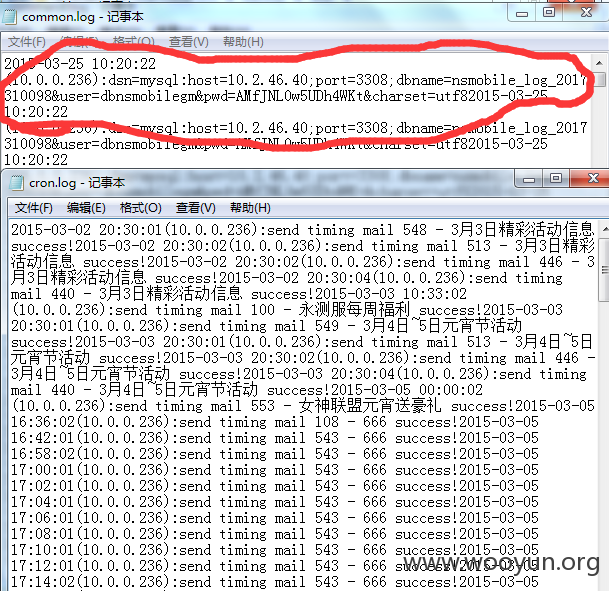 common.log - 记事本
文件(F) 编辑(E) 格式(O) 查看(V) 帮助(H)
2015-03-25 10:20:22
(10.0.0.236):dsn=mysql:host=10.2.46.40;port=3308;dbname=nsmobile_log_2017
310098&user=dbnsmobilegm&pwd=AMfJNLOw5UDh4WKt&charset=utf82015-03-25
10:20:22
(10.0.0.236):dsn=mysql:host=10.2.46.40;port=3308;dbname=nsmobile_log_2017
310098&user=dbnsmobilegm&pwd=AMfJNLOw5UDh4WKt&charset=utf82015-03-25
10:20:22
cron.log - 记事本
文件(F) 编辑(E) 格式(O) 查看(V) 帮助(H)
2015-03-02 20:30:01(10.0.0.236):send timing mail 548 - 3月3日精彩活动信息
success!2015-03-02 20:30:02(10.0.0.236):send timing mail 513 - 3月3日精彩
活动信息 success!2015-03-02 20:30:02(10.0.0.236):send timing mail 446 - 3
月3日精彩活动信息 success!2015-03-02 20:30:04(10.0.0.236):send timing
mail 440 - 3月3日精彩活动信息 success!2015-03-03 10:33:02
(10.0.0.236):send timing mail 100 - 永测服每周福利 success!2015-03-03
20:30:01(10.0.0.236):send timing mail 549 - 3月4日~5日元宵节活动
success!2015-03-03 20:30:01(10.0.0.236):send timing mail 513 - 3月4日~5日
元宵节活动 success!2015-03-03 20:30:02(10.0.0.236):send timing mail 446 -
3月4日~5日元宵节活动 success!2015-03-03 20:30:04(10.0.0.236):send timing
mail 440 - 3月4日~5日元宵节活动 success!2015-03-05 00:00:02
(10.0.0.236):send timing mail 553 - 女神联盟元宵送豪礼 success!2015-03-05
16:36:02(10.0.0.236):send timing mail 108 - 666 success!2015-03-05
16:42:01(10.0.0.236):send timing mail 543 - 666 success!2015-03-05
16:58:02(10.0.0.236):send timing mail 543 - 666 success!2015-03-05
17:00:01(10.0.0.236):send timing mail 543 - 666 success!2015-03-05
17:02:01(10.0.0.236):send timing mail 543 - 666 success!2015-03-05
17:04:01(10.0.0.236):send timing mail 543 - 666 success!2015-03-05
17:06:01(10.0.0.236):send timing mail 543 - 666 success!2015-03-05
17:08:01(10.0.0.236):send timing mail 543 - 666 success!2015-03-05
17:10:01(10.0.0.236):send timing mail 543 - 666 success!2015-03-05
17:12:01(10.0.0.236):send timing mail 543 - 666 success!2015-03-05
17:14:02(10.0.0.236):send timing mail 543 - 666 success!2015-03-05
www.wooyun.org